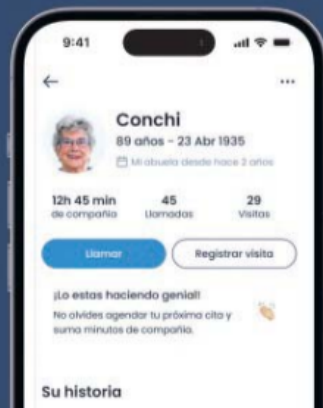 9:41
Conchi
89 años - 23 Abr 1935
Mi abuela desde hace 2 años
12h 45 min
de compañía
45
Llamadas
29
Visitas
Llamar
Registrar visita
¡Lo estas haciendo genial!
No olvides agendar tu próxima cita y
suma minutos de compañía.
Su historia